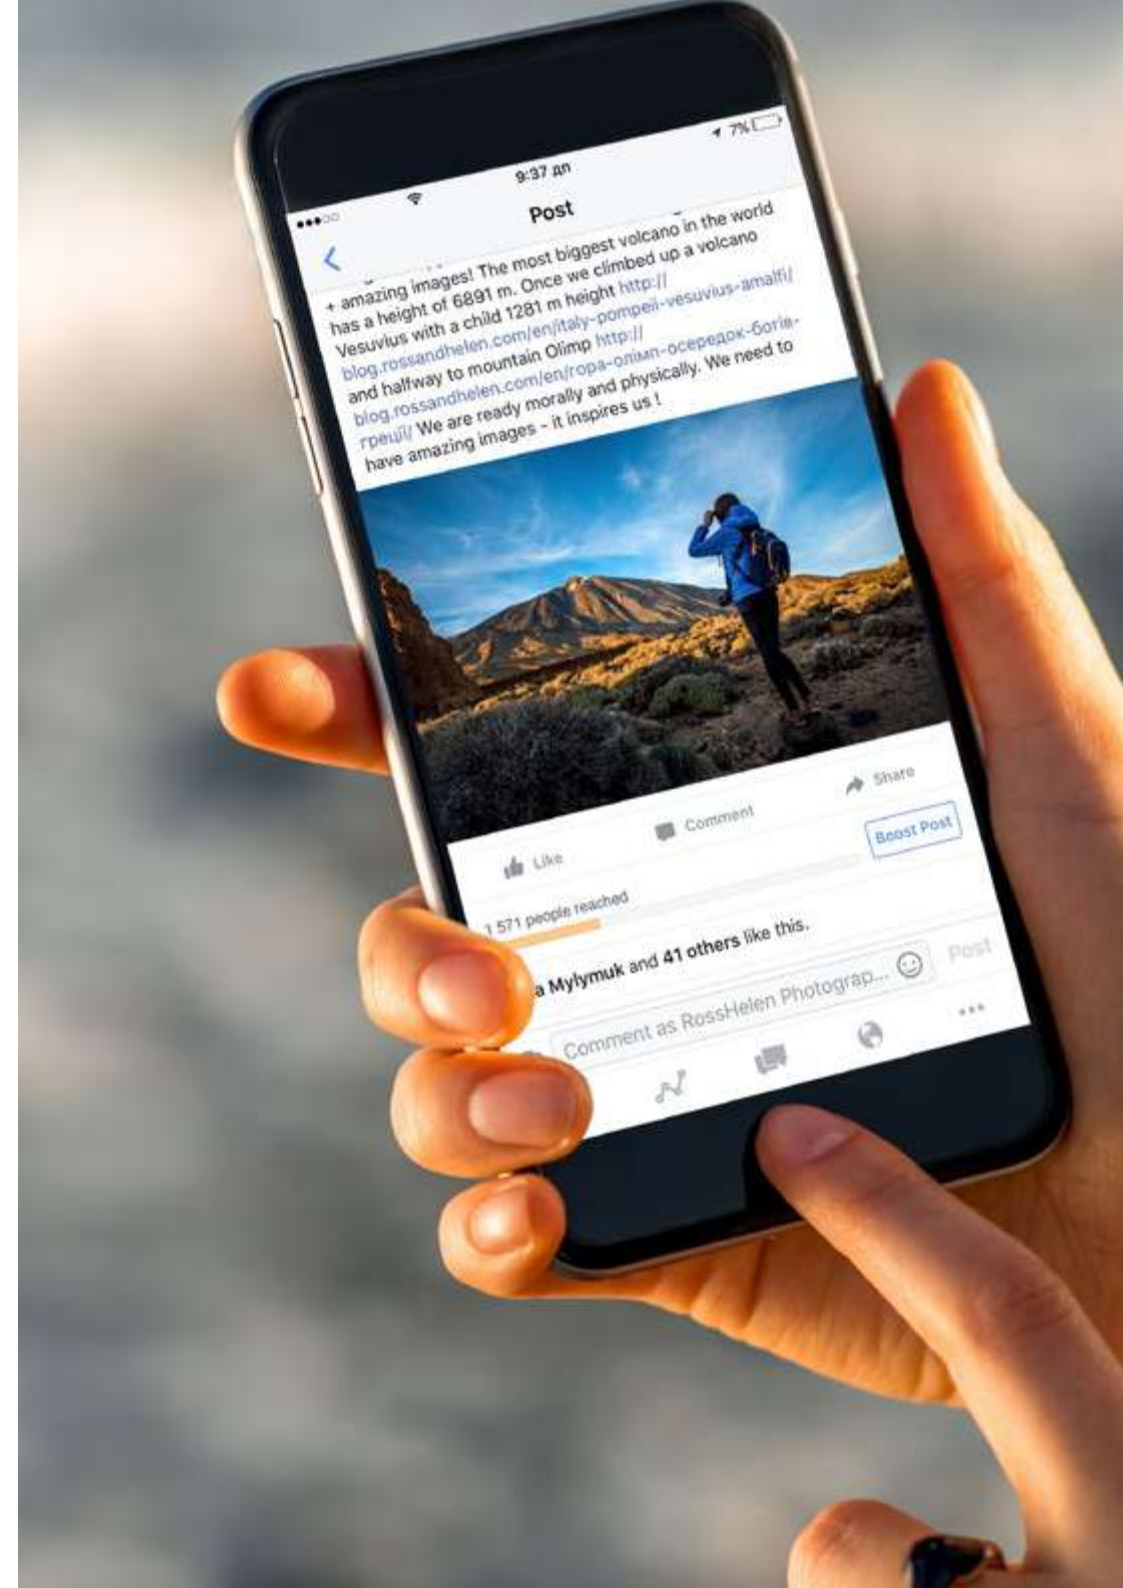 9:37 дп
7%
Post
+ amazing images! The most biggest volcano in the world
has a height of 6891 m. Once we climbed up a volcano
Vesuvius with a child 1281 m height http://
blog.rossandhelen.com/en/italy-pompeii-vesuvius-amalfi/
and halfway to mountain Olimp http://
blog.rossandhelen.com/en/гора-олімп-осередок-богів-
греції/ We are ready morally and physically. We need to
have amazing images - it inspires us !
Like
Comment
Share
571 people reached
Boost Post
a Mylymuk and 41 others like this.
Comment as RossHelen Photograp...
Post